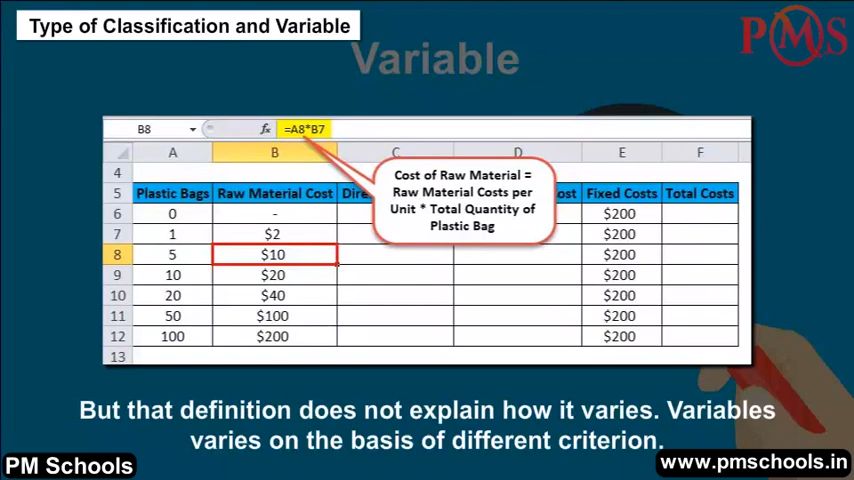 Type of Classification and Variable
PMS
Variable
B8 fx =A8*B7
A B C D E F
4
5 Plastic Bags Raw Material Cost Dire ost Fixed Costs Total Costs
Cost of Raw Material =
Raw Material Costs per
Unit * Total Quantity of
Plastic Bag
6 0 - $200
7 1 $2 $200
8 5 $10 $200
9 10 $20 $200
10 20 $40 $200
11 50 $100 $200
12 100 $200 $200
13
But that definition does not explain how it varies. Variables
varies on the basis of different criterion.
PM Schools
www.pmschools.in